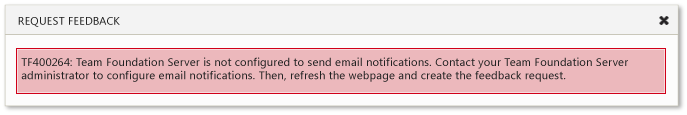 REQUEST FEEDBACK
TF400264: Team Foundation Server is not configured to send email notifications. Contact your Team Foundation Server
administrator to configure email notifications. Then, refresh the webpage and create the feedback request.